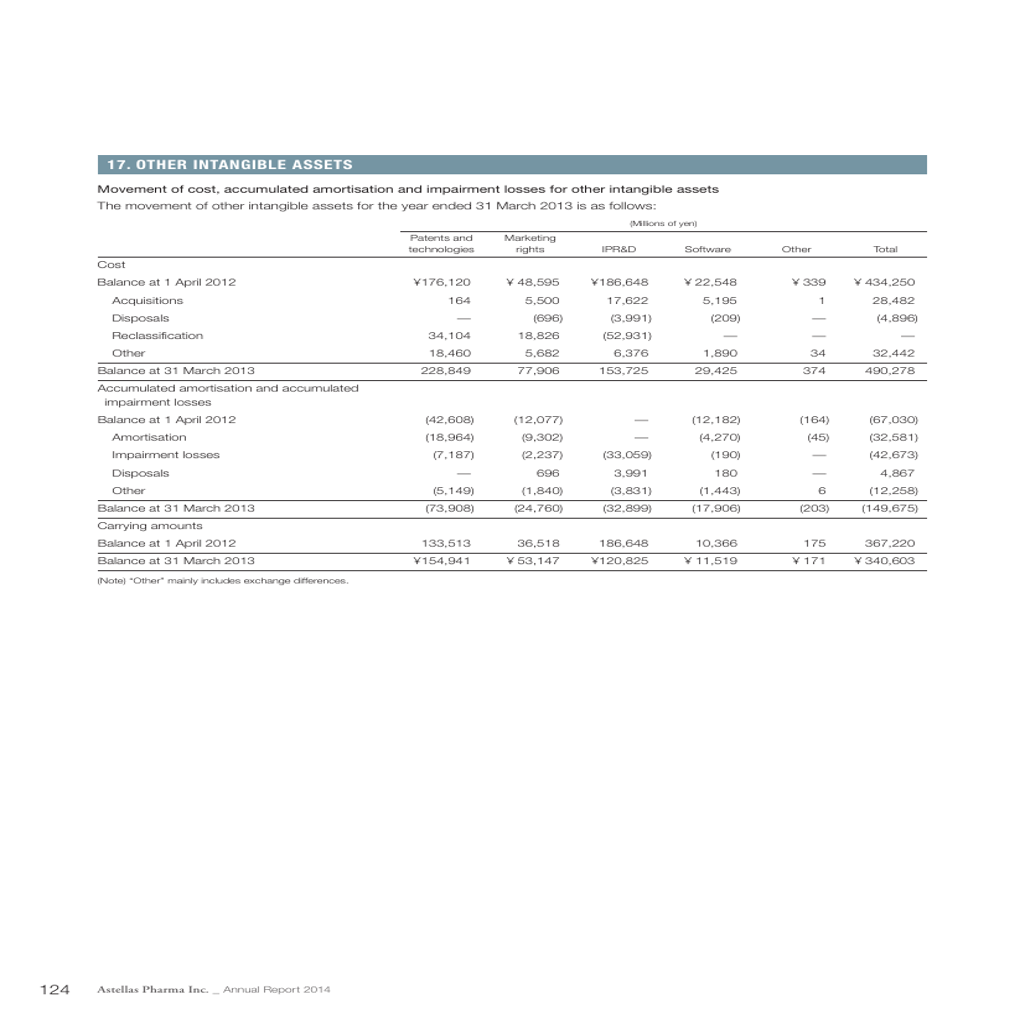 17. OTHER INTANGIBLE ASSETS
Movement of cost, accumulated amortisation and impairment losses for other intangible assets
The movement of other intangible assets for the year ended 31 March 2013 is as follows:
(Millions of yen)
Patents and technologies Marketing rights IPR&D Software Other Total
Cost
Balance at 1 April 2012 ¥176,120 ¥ 48,595 ¥186,648 ¥ 22,548 ¥ 339 ¥ 434,250
Acquisitions 164 5,500 17,622 5,195 1 28,482
Disposals — (696) (3,991) (209) — (4,896)
Reclassification 34,104 18,826 (52,931) — — —
Other 18,460 5,682 6,376 1,890 34 32,442
Balance at 31 March 2013 228,849 77,906 153,725 29,425 374 490,278
Accumulated amortisation and accumulated
impairment losses
Balance at 1 April 2012 (42,608) (12,077) — (12,182) (164) (67,030)
Amortisation (18,964) (9,302) — (4,270) (45) (32,581)
Impairment losses (7,187) (2,237) (33,059) (190) — (42,673)
Disposals — 696 3,991 180 — 4,867
Other (5,149) (1,840) (3,831) (1,443) 6 (12,258)
Balance at 31 March 2013 (73,908) (24,760) (32,899) (17,906) (203) (149,675)
Carrying amounts
Balance at 1 April 2012 133,513 36,518 186,648 10,366 175 367,220
Balance at 31 March 2013 ¥154,941 ¥ 53,147 ¥120,825 ¥ 11,519 ¥ 171 ¥ 340,603
(Note) "Other" mainly includes exchange differences.
124 Astellas Pharma Inc. _ Annual Report 2014